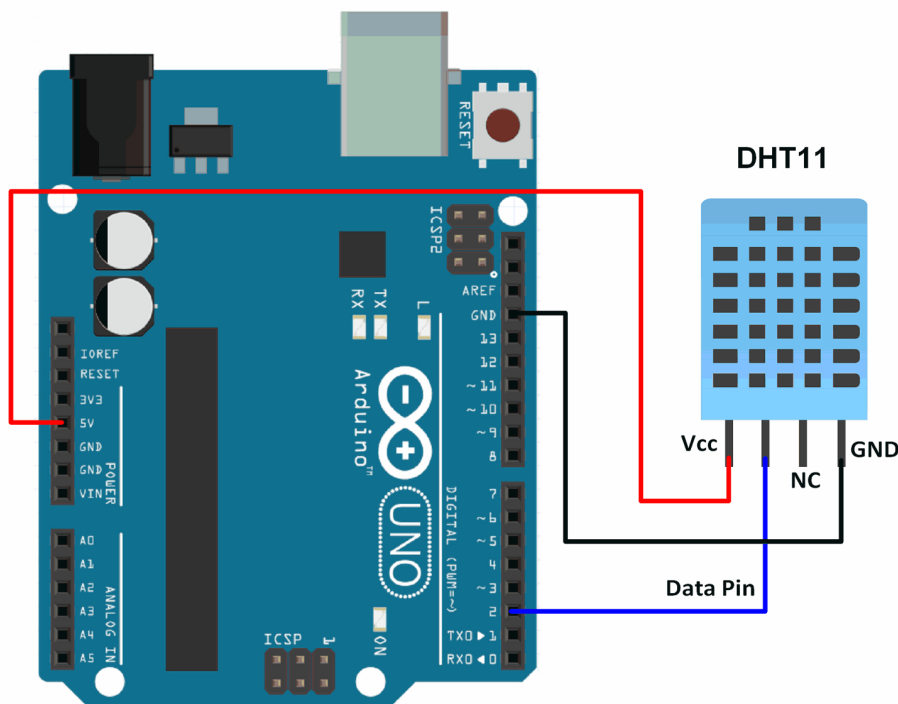 RESET
DHT11
ICSP2
AREF
GND
13
12
~11
~10
~9
8
RX
TX
L
IOREF
RESET
3V3
5V
GND
GND
VIN
POWER
Arduino™
UNO
Vcc
GND
NC
7
~6
~5
4
~3
2
TX0▶1
RX0◀0
DIGITAL (PWM=~)
Data Pin
A0
A1
A2
A3
A4
A5
ANALOG IN
ICSP
1
ON